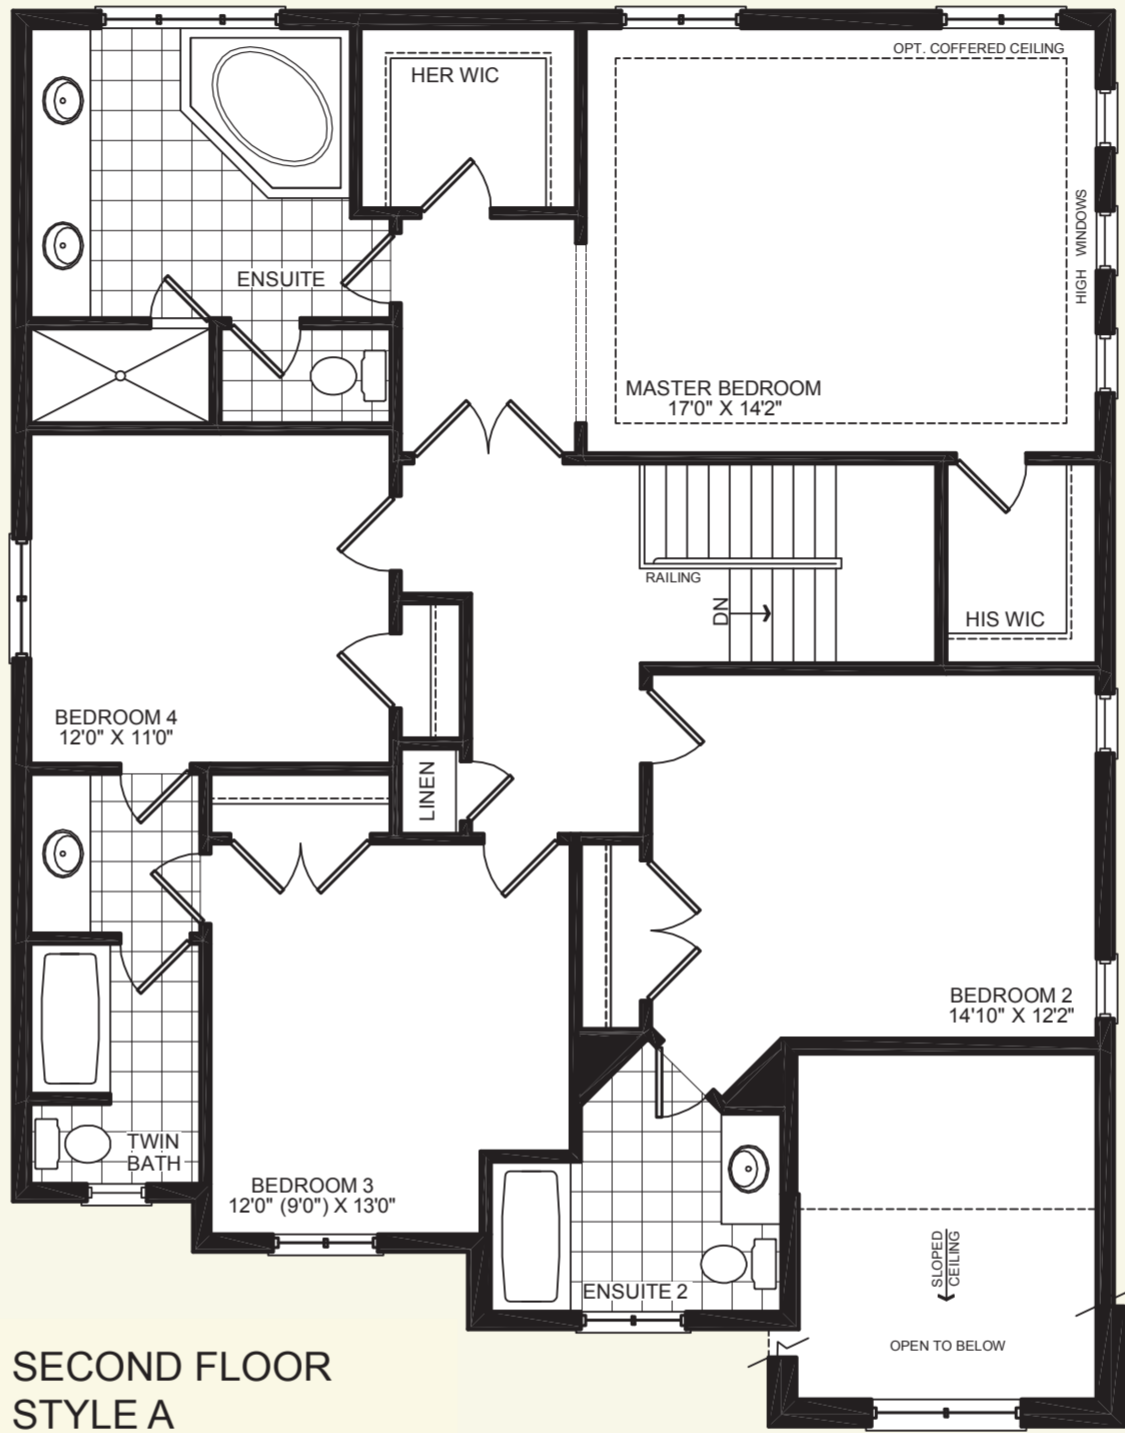 OPT. COFFERED CEILING
HER WIC
HIGH WINDOWS
ENSUITE
MASTER BEDROOM
17'0" X 14'2"
RAILING
DN
HIS WIC
BEDROOM 4
12'0" X 11'0"
LINEN
BEDROOM 2
14'10" X 12'2"
TWIN
BATH
BEDROOM 3
12'0" (9'0") X 13'0"
SLOPED
CEILING
ENSUITE 2
OPEN TO BELOW
SECOND FLOOR
STYLE A